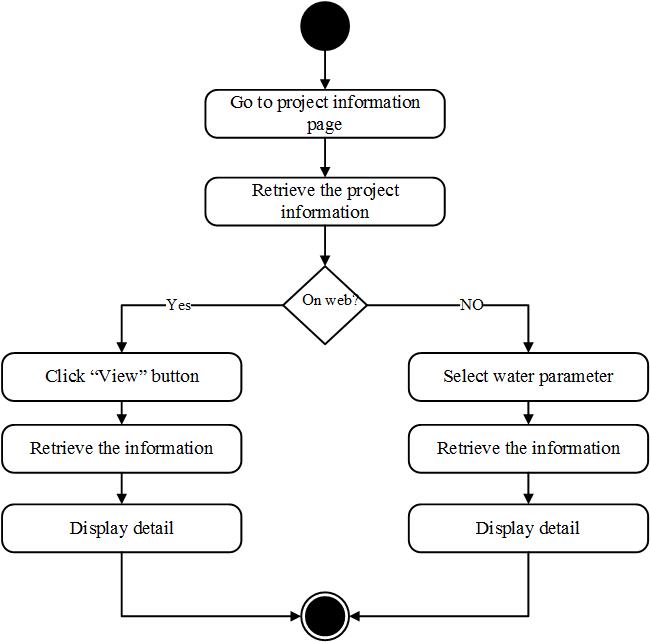 Go to project information
page
Retrieve the project
information
On web?
Yes
NO
Click “View” button
Select water parameter
Retrieve the information
Retrieve the information
Display detail
Display detail